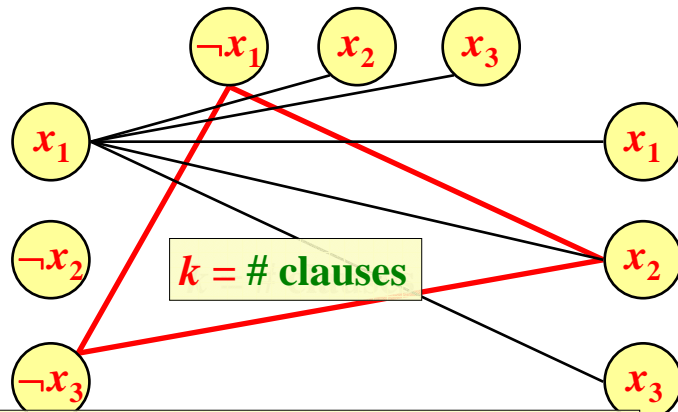 ¬x₁ x₂ x₃
x₁ x₁
¬x₂ x₂
k = # clauses
¬x₃ x₃